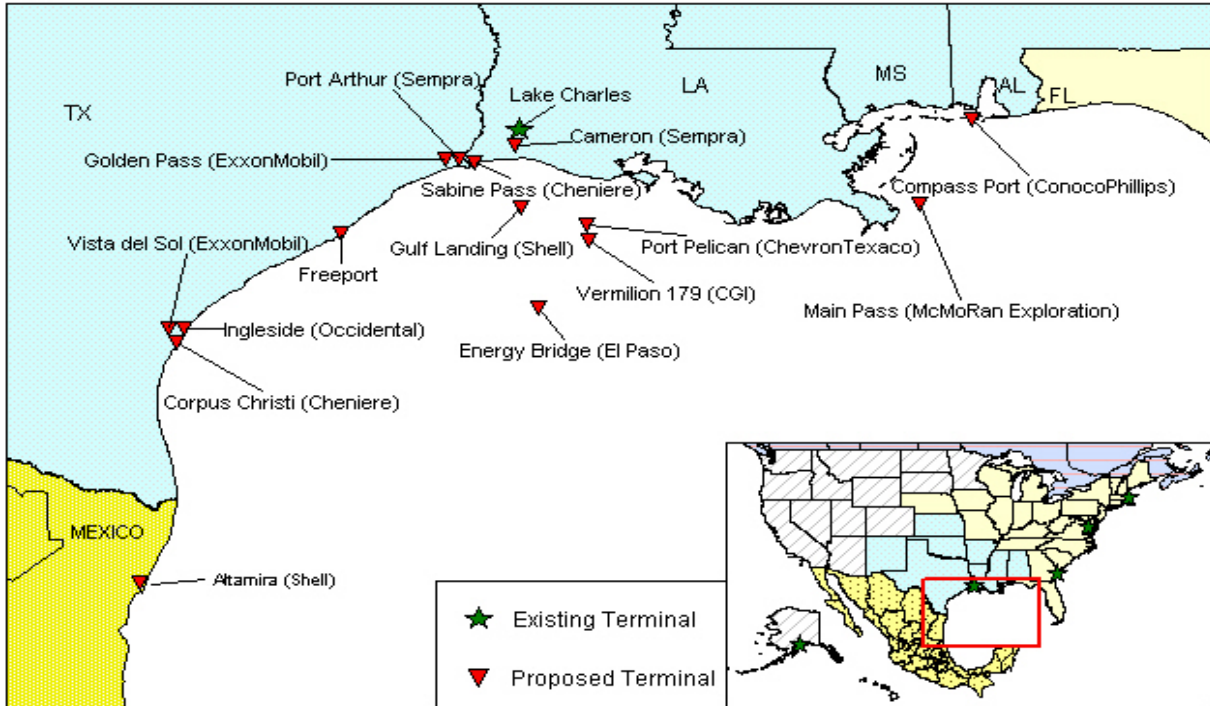 Port Arthur (Sempra)
MS
LA
AL
FL
Lake Charles
TX
Cameron (Sempra)
Golden Pass (ExxonMobil)
Sabine Pass (Cheniere)
Compass Port (ConocoPhillips)
Vista del Sol (ExxonMobil)
Gulf Landing (Shell)
Port Pelican (ChevronTexaco)
Freeport
Vermilion 179 (CGI)
Main Pass (McMoRan Exploration)
Ingleside (Occidental)
Energy Bridge (El Paso)
Corpus Christi (Cheniere)
MEXICO
Altamira (Shell)
Existing Terminal
Proposed Terminal